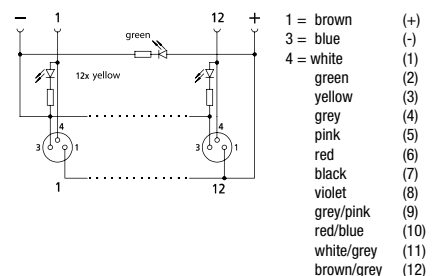 − 1 12 +
green
12x yellow
4 4
3 1 3 1
1 12
1 = brown (+)
3 = blue (-)
4 = white (1)
green (2)
yellow (3)
grey (4)
pink (5)
red (6)
black (7)
violet (8)
grey/pink (9)
red/blue (10)
white/grey (11)
brown/grey (12)